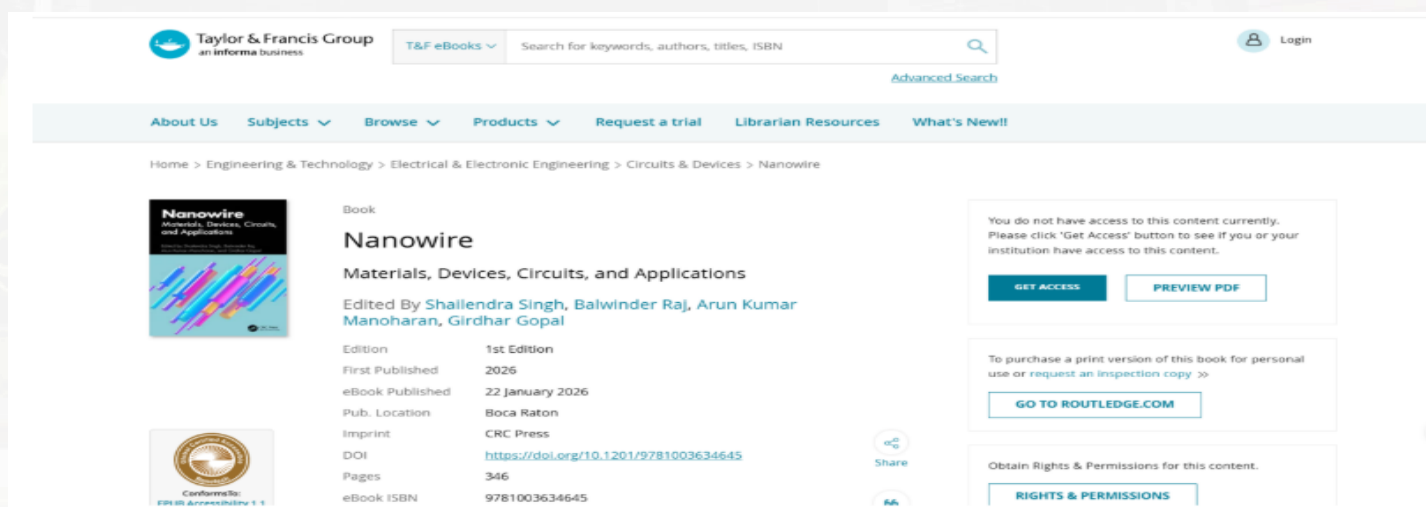 Taylor & Francis Group
an informa business
T&F eBooks
Search for keywords, authors, titles, ISBN
Login
Advanced Search
About Us Subjects Browse Products Request a trial Librarian Resources What's New!!
Home > Engineering & Technology > Electrical & Electronic Engineering > Circuits & Devices > Nanowire
Nanowire
Materials, Devices, Circuits,
and Applications
CRC Press
Book
Nanowire
Materials, Devices, Circuits, and Applications
Edited By Shailendra Singh, Balwinder Raj, Arun Kumar
Manoharan, Girdhar Gopal
Edition 1st Edition
First Published 2026
eBook Published 22 January 2026
Pub. Location Boca Raton
Imprint CRC Press
DOI https://doi.org/10.1201/9781003634645
Pages 346
eBook ISBN 9781003634645
Share
You do not have access to this content currently.
Please click 'Get Access' button to see if you or your
institution have access to this content.
GET ACCESS
PREVIEW PDF
To purchase a print version of this book for personal
use or request an inspection copy >>
GO TO ROUTLEDGE.COM
Obtain Rights & Permissions for this content.
RIGHTS & PERMISSIONS
ConformsTo:
EPUB Accessibility 1.1